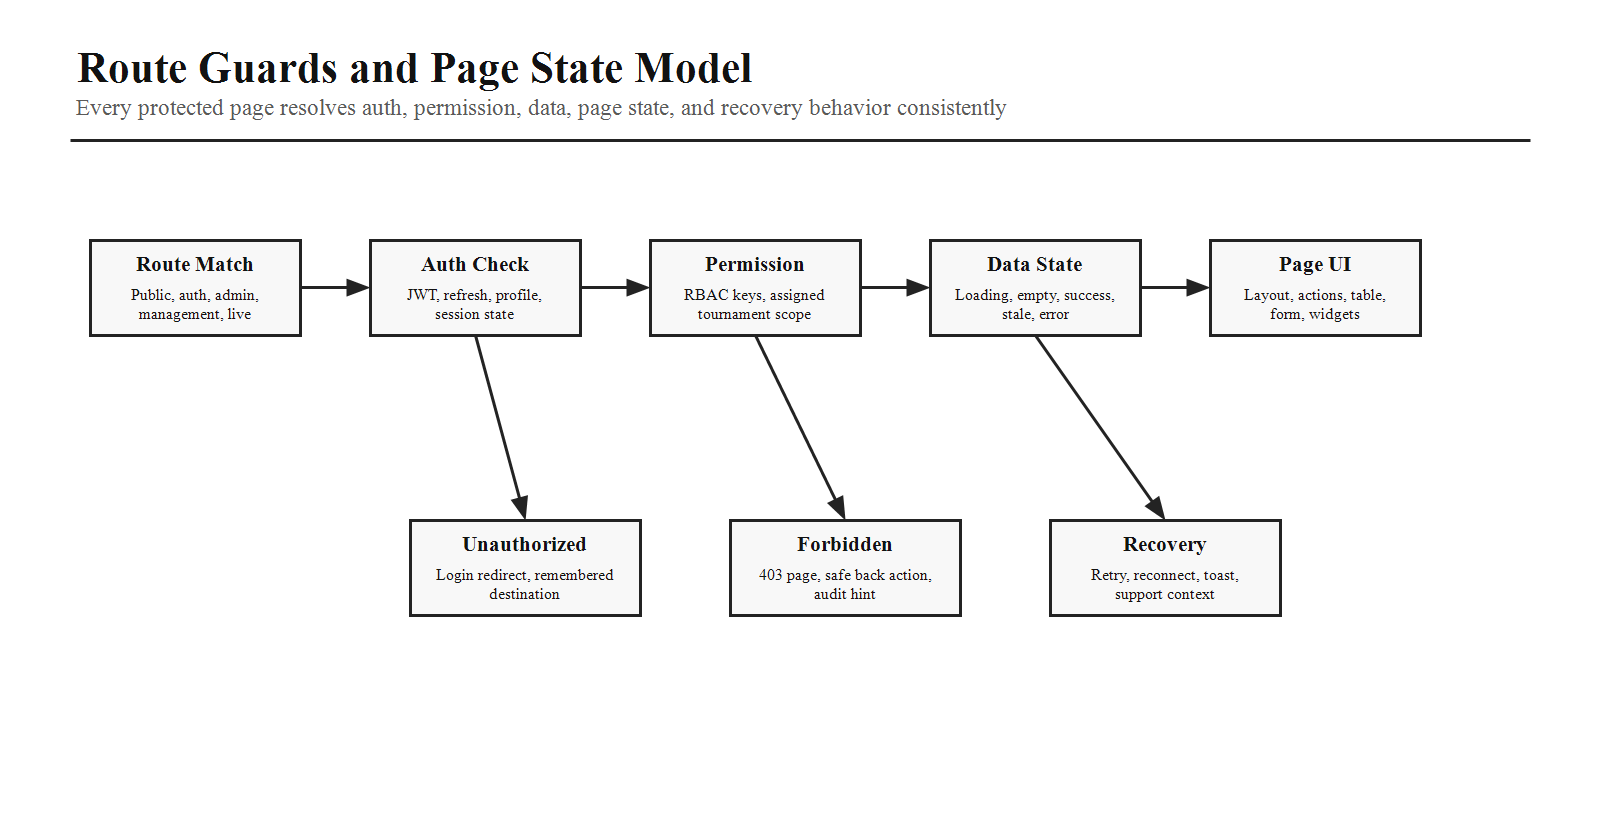 Route Guards and Page State Model
Every protected page resolves auth, permission, data, page state, and recovery behavior consistently
Route Match
Public, auth, admin,
management, live
Auth Check
JWT, refresh, profile,
session state
Permission
RBAC keys, assigned
tournament scope
Data State
Loading, empty, success,
stale, error
Page UI
Layout, actions, table,
form, widgets
Unauthorized
Login redirect, remembered
destination
Forbidden
403 page, safe back action,
audit hint
Recovery
Retry, reconnect, toast,
support context